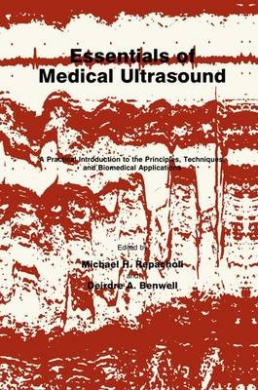 Essentials of
Medical Ultrasound
A Practical Introduction to the Principles, Techniques
and Biomedical Applications
Edited by
Michael H. Repacholi
and
Deirdre A. Benwell